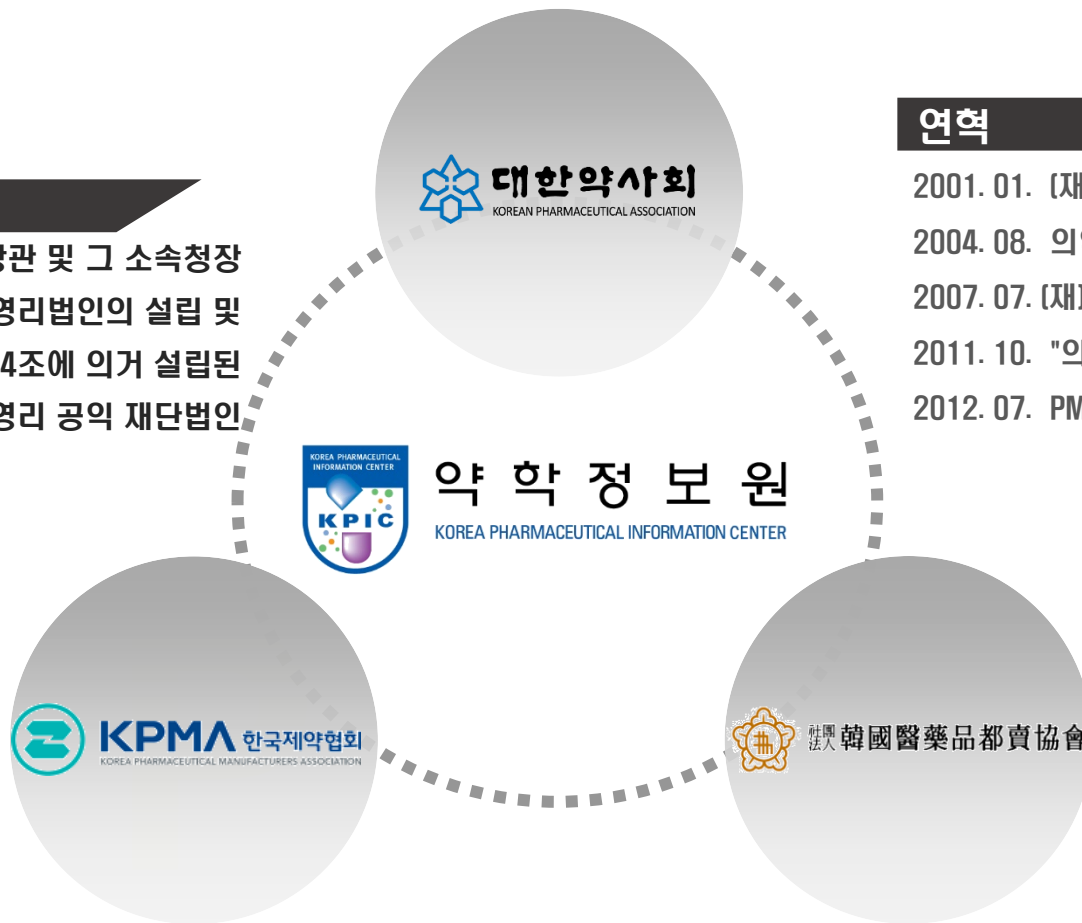 대한약사회
KOREAN PHARMACEUTICAL ASSOCIATION
관 및 그 소속청장
영리법인의 설립 및
4조에 의거 설립된
영리 공익 재단법인
연혁
2001. 01. (재
2004. 08. 의
2007. 07. (재
2011. 10. "의
2012. 07. PM
KOREA PHARMACEUTICAL
INFORMATION CENTER
KPIC
약학정보원
KOREA PHARMACEUTICAL INFORMATION CENTER
KPMA 한국제약협회
KOREA PHARMACEUTICAL MANUFACTURERS ASSOCIATION
社團法人 韓國醫藥品都賣協會